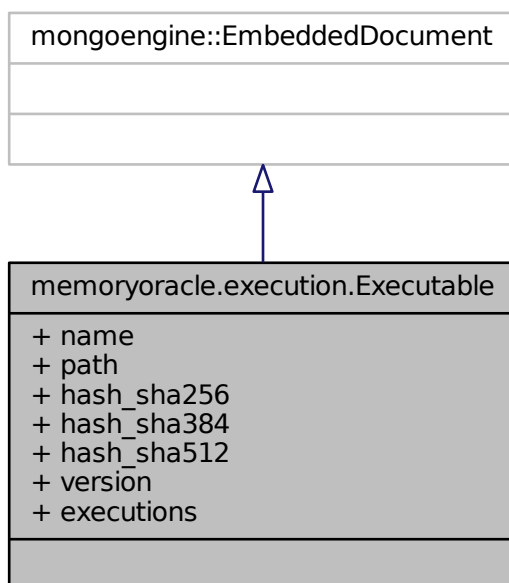 mongoengine::EmbeddedDocument
memoryoracle.execution.Executable
+ name
+ path
+ hash_sha256
+ hash_sha384
+ hash_sha512
+ version
+ executions